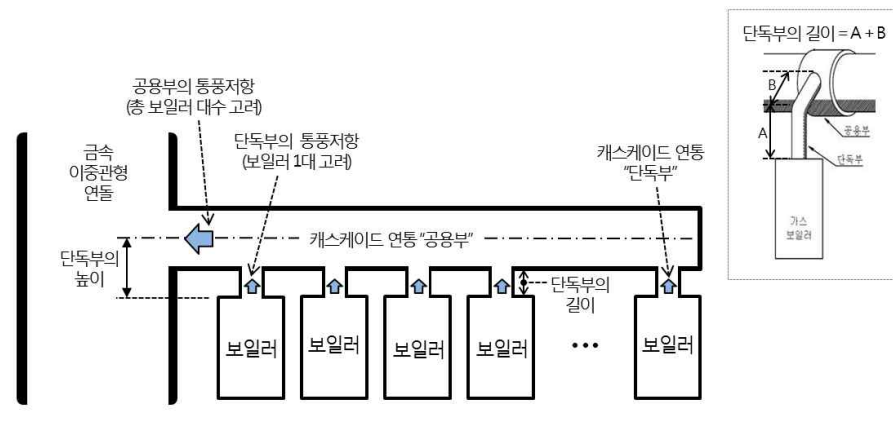 공용부의 통풍저항
(총 보일러 대수 고려)
금속
이중관형
연돌
단독부의 통풍저항
(보일러 1대 고려)
캐스케이드 연통
"단독부"
캐스케이드 연통 "공용부"
단독부의
높이
단독부의
길이
보일러
보일러
보일러
보일러
•••
보일러
단독부의 길이 = A + B
B
A
공용부
단독부
가스
보일러